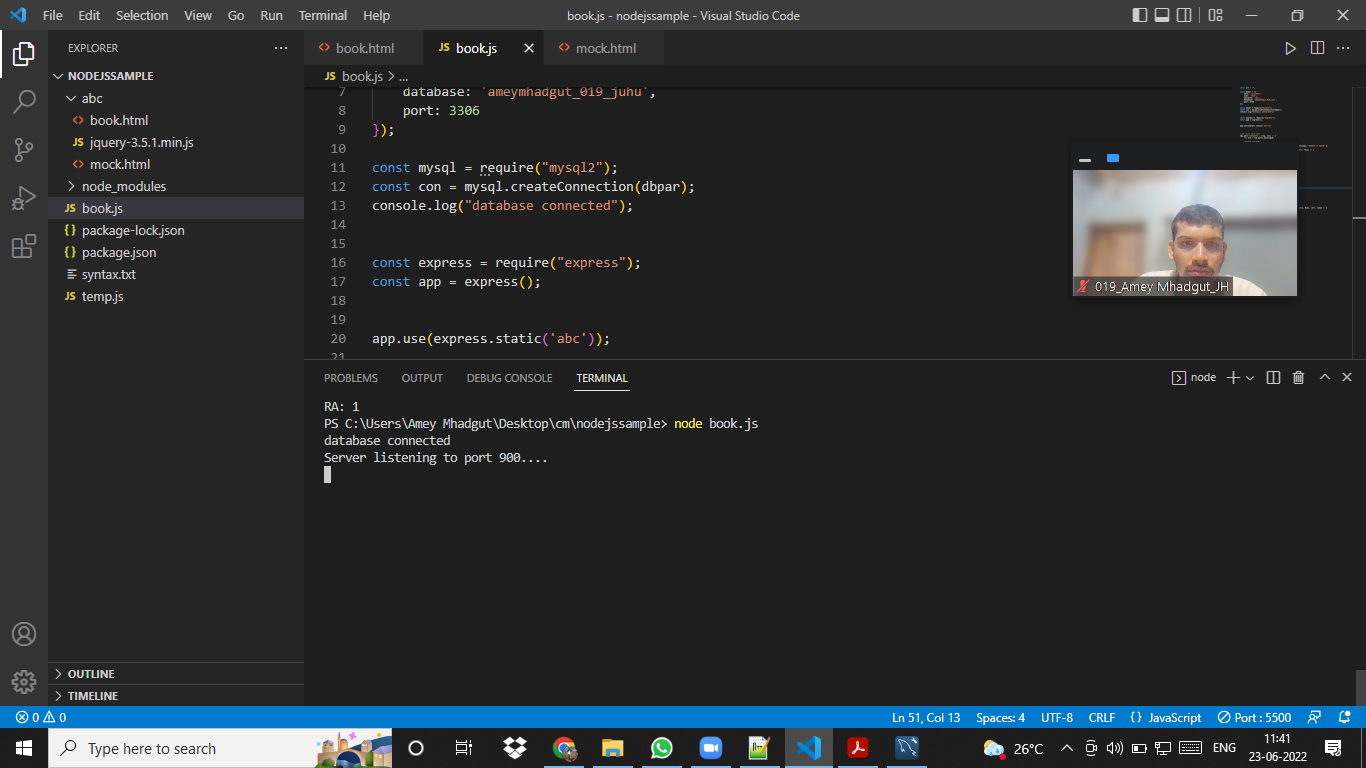 File Edit Selection View Go Run Terminal Help
book.js - nodejssample - Visual Studio Code
EXPLORER
NODEJSSAMPLE
abc
book.html
JS jquery-3.5.1.min.js
mock.html
node_modules
JS book.js
{} package-lock.json
{} package.json
syntax.txt
JS temp.js
OUTLINE
TIMELINE
<> book.html
JS book.js
<> mock.html
JS book.js > ...
7 database: 'ameymhadgut_019_juhu',
8 port: 3306
9 });
10
11 const mysql = require("mysql2");
12 const con = mysql.createConnection(dbpar);
13 console.log("database connected");
14
15
16 const express = require("express");
17 const app = express();
18
19
20 app.use(express.static('abc'));
21
019_Amey Mhadgut_JH
PROBLEMS OUTPUT DEBUG CONSOLE TERMINAL
node
RA: 1
PS C:\Users\Amey Mhadgut\Desktop\cm\nodejssample> node book.js
database connected
Server listening to port 900....
0 0
Ln 51, Col 13 Spaces: 4 UTF-8 CRLF {} JavaScript Port : 5500
Type here to search
26°C
ENG
11:41
23-06-2022